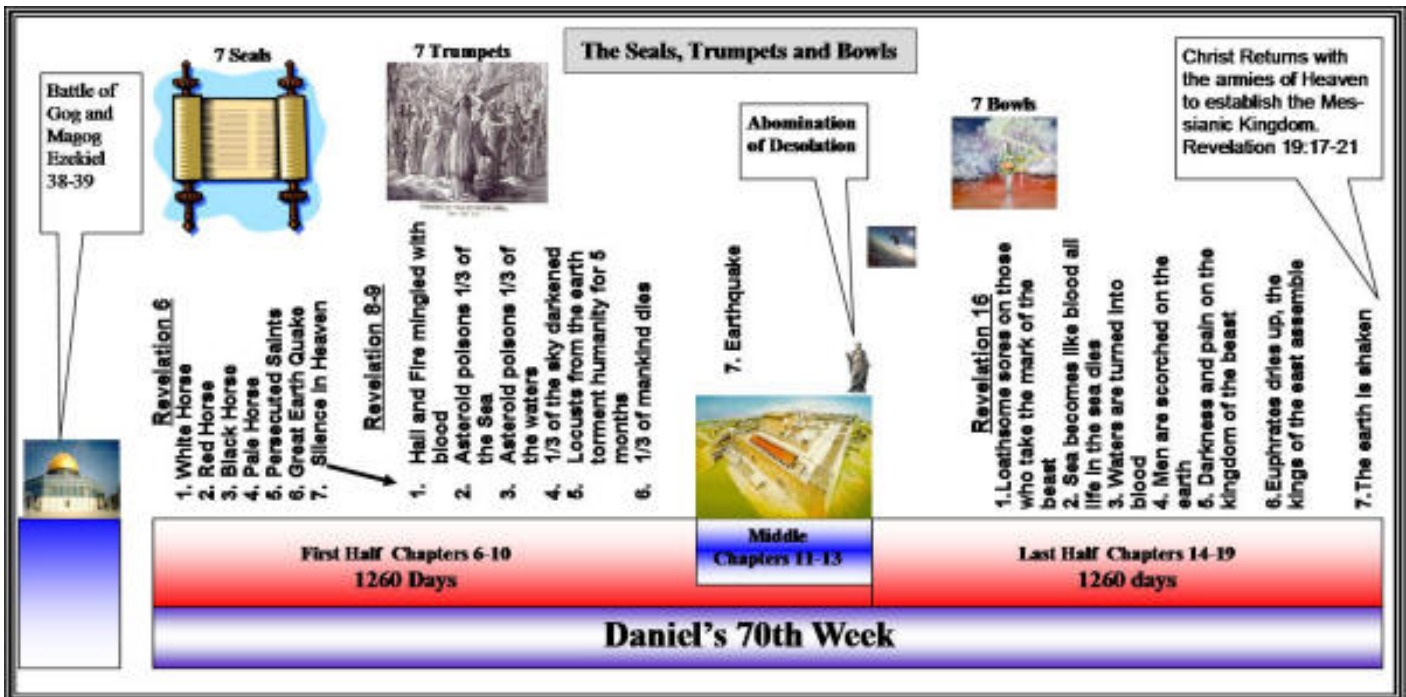 The Seals, Trumpets and Bowls
Battle of
Gog and
Magog
Ezekiel
38-39
7 Seals
Revelation 6
1. White Horse
2. Red Horse
3. Black Horse
4. Pale Horse
5. Persecuted Saints
6. Great Earth Quake
7. Silence in Heaven
7 Trumpets
Revelation 8-9
1. Hail and Fire mingled with
blood
2. Asteroid poisons 1/3 of
the Sea
3. Asteroid poisons 1/3 of
the waters
4. 1/3 of the sky darkened
5. Locusts from the earth
torment humanity for 5
months
6. 1/3 of mankind dies
7. Earthquake
Abomination
of Desolation
7 Bowls
Revelation 16
1.Loathsome sores on those
who take the mark of the
beast
2. Sea becomes like blood all
life in the sea dies
3. Waters are turned into
blood
4. Men are scorched on the
earth
5. Darkness and pain on the
kingdom of the beast
6.Euphrates dries up, the
kings of the east assemble
7.The earth is shaken
Christ Returns with
the armies of Heaven
to establish the Mes-
sianic Kingdom.
Revelation 19:17-21
First Half Chapters 6-10
1260 Days
Middle
Chapters 11-13
Last Half Chapters 14-19
1260 days
Daniel's 70th Week